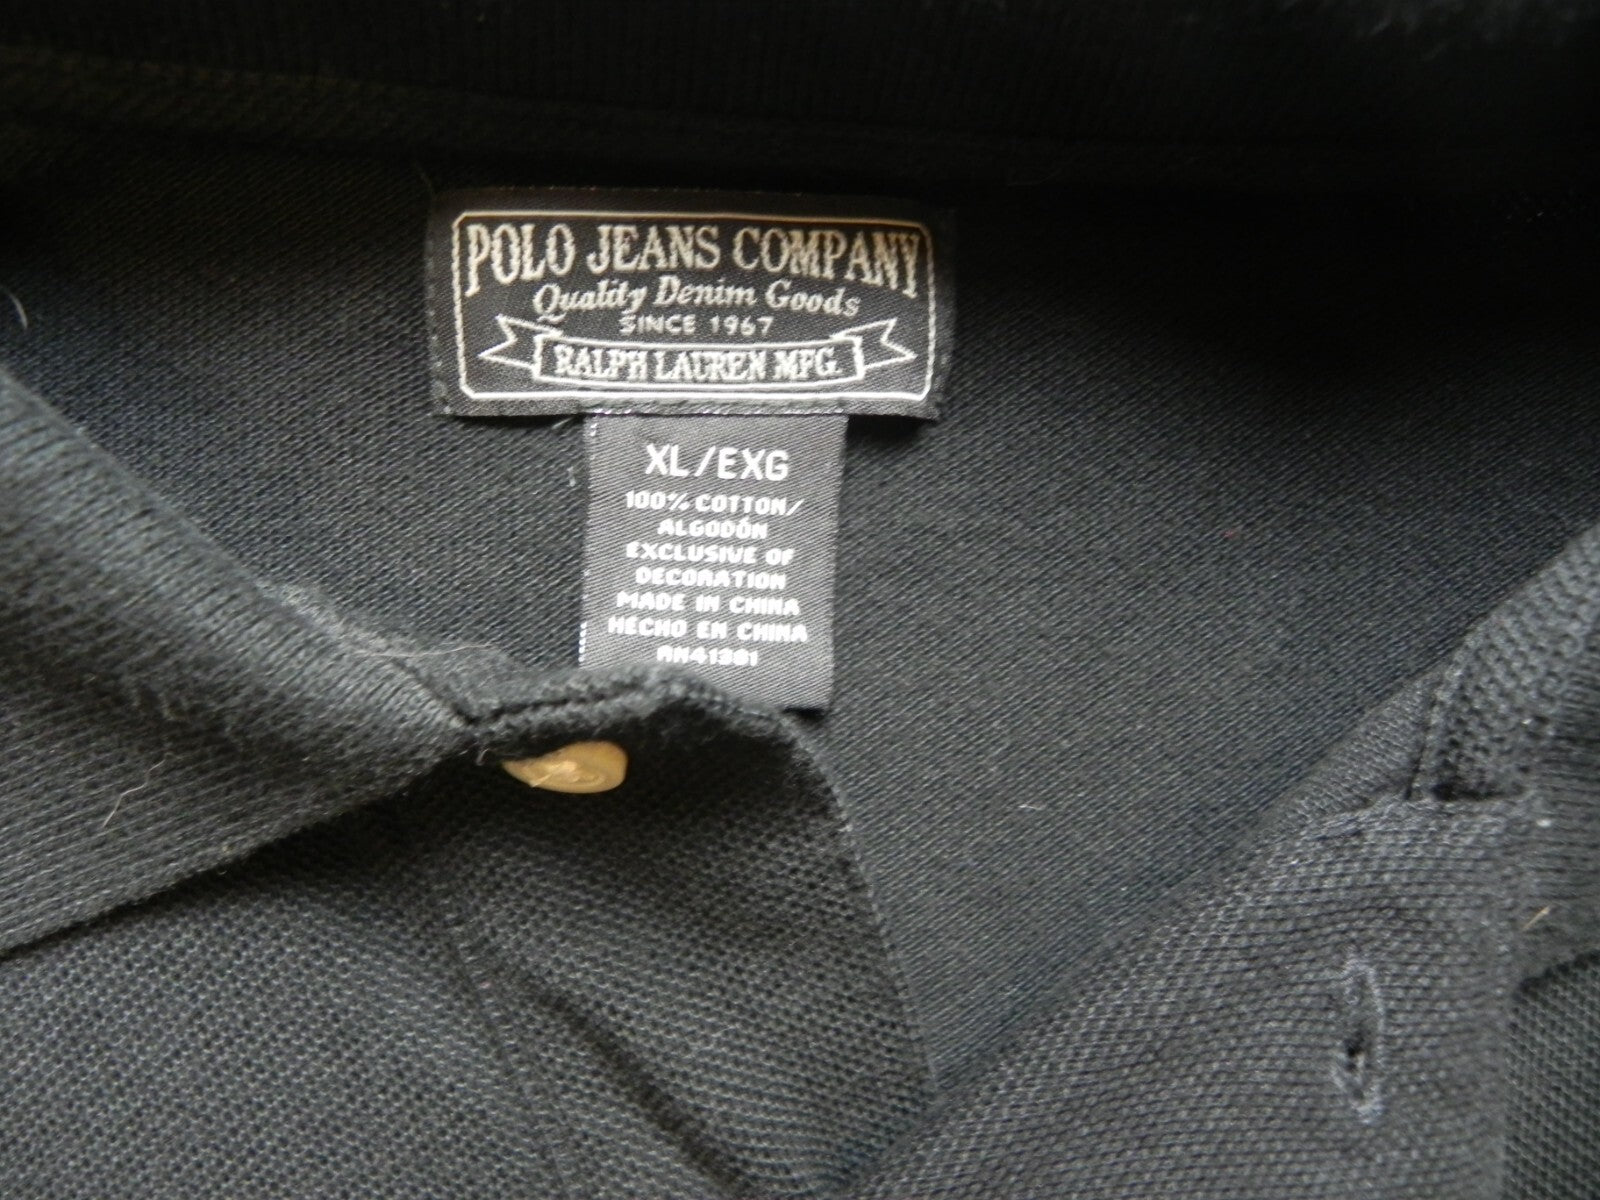 POLO JEANS COMPANY
Quality Denim Goods
SINCE 1967
RALPH LAUREN MFG.
XL/EXG
100% COTTON/
ALGODÓN
EXCLUSIVE OF
DECORATION
MADE IN CHINA
HECHO EN CHINA
RN41381